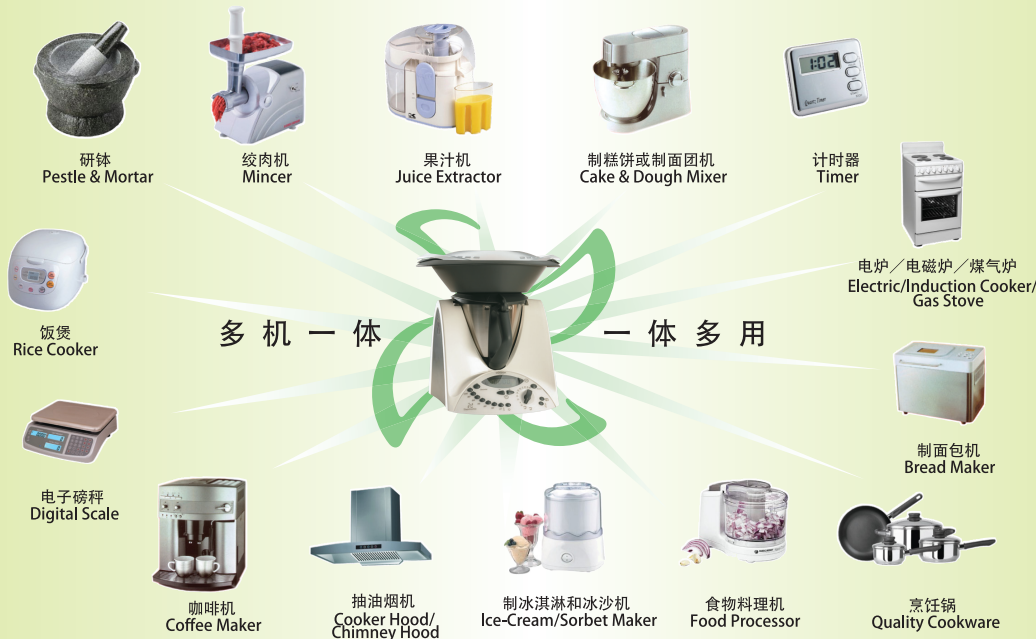 研钵
Pestle & Mortar
绞肉机
Mincer
果汁机
Juice Extractor
制糕饼或制面团机
Cake & Dough Mixer
1:02
计时器
Timer
电炉／电磁炉／煤气炉
Electric/Induction Cooker/
Gas Stove
饭煲
Rice Cooker
多机一体
一体多用
制面包机
Bread Maker
电子磅秤
Digital Scale
咖啡机
Coffee Maker
抽油烟机
Cooker Hood/
Chimney Hood
制冰淇淋和冰沙机
Ice-Cream/Sorbet Maker
食物料理机
Food Processor
烹饪锅
Quality Cookware